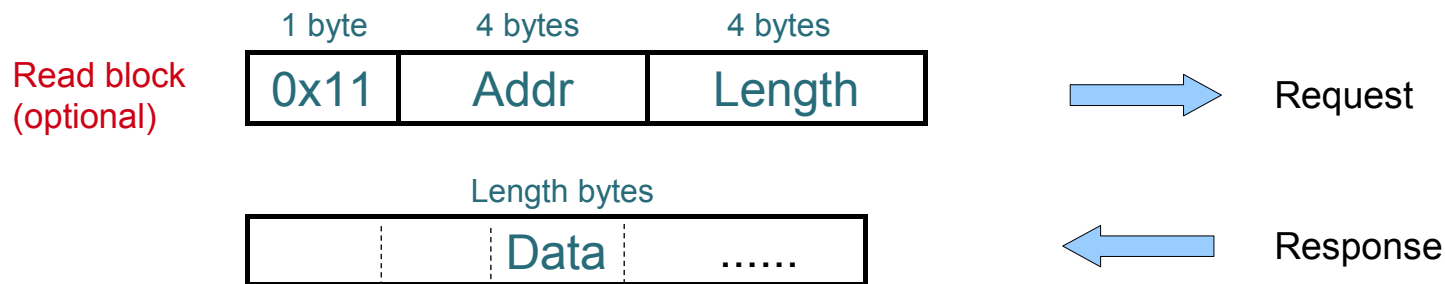 1 byte 4 bytes 4 bytes
Read block
(optional)
0x11 Addr Length
Request
Length bytes
Data ......
Response